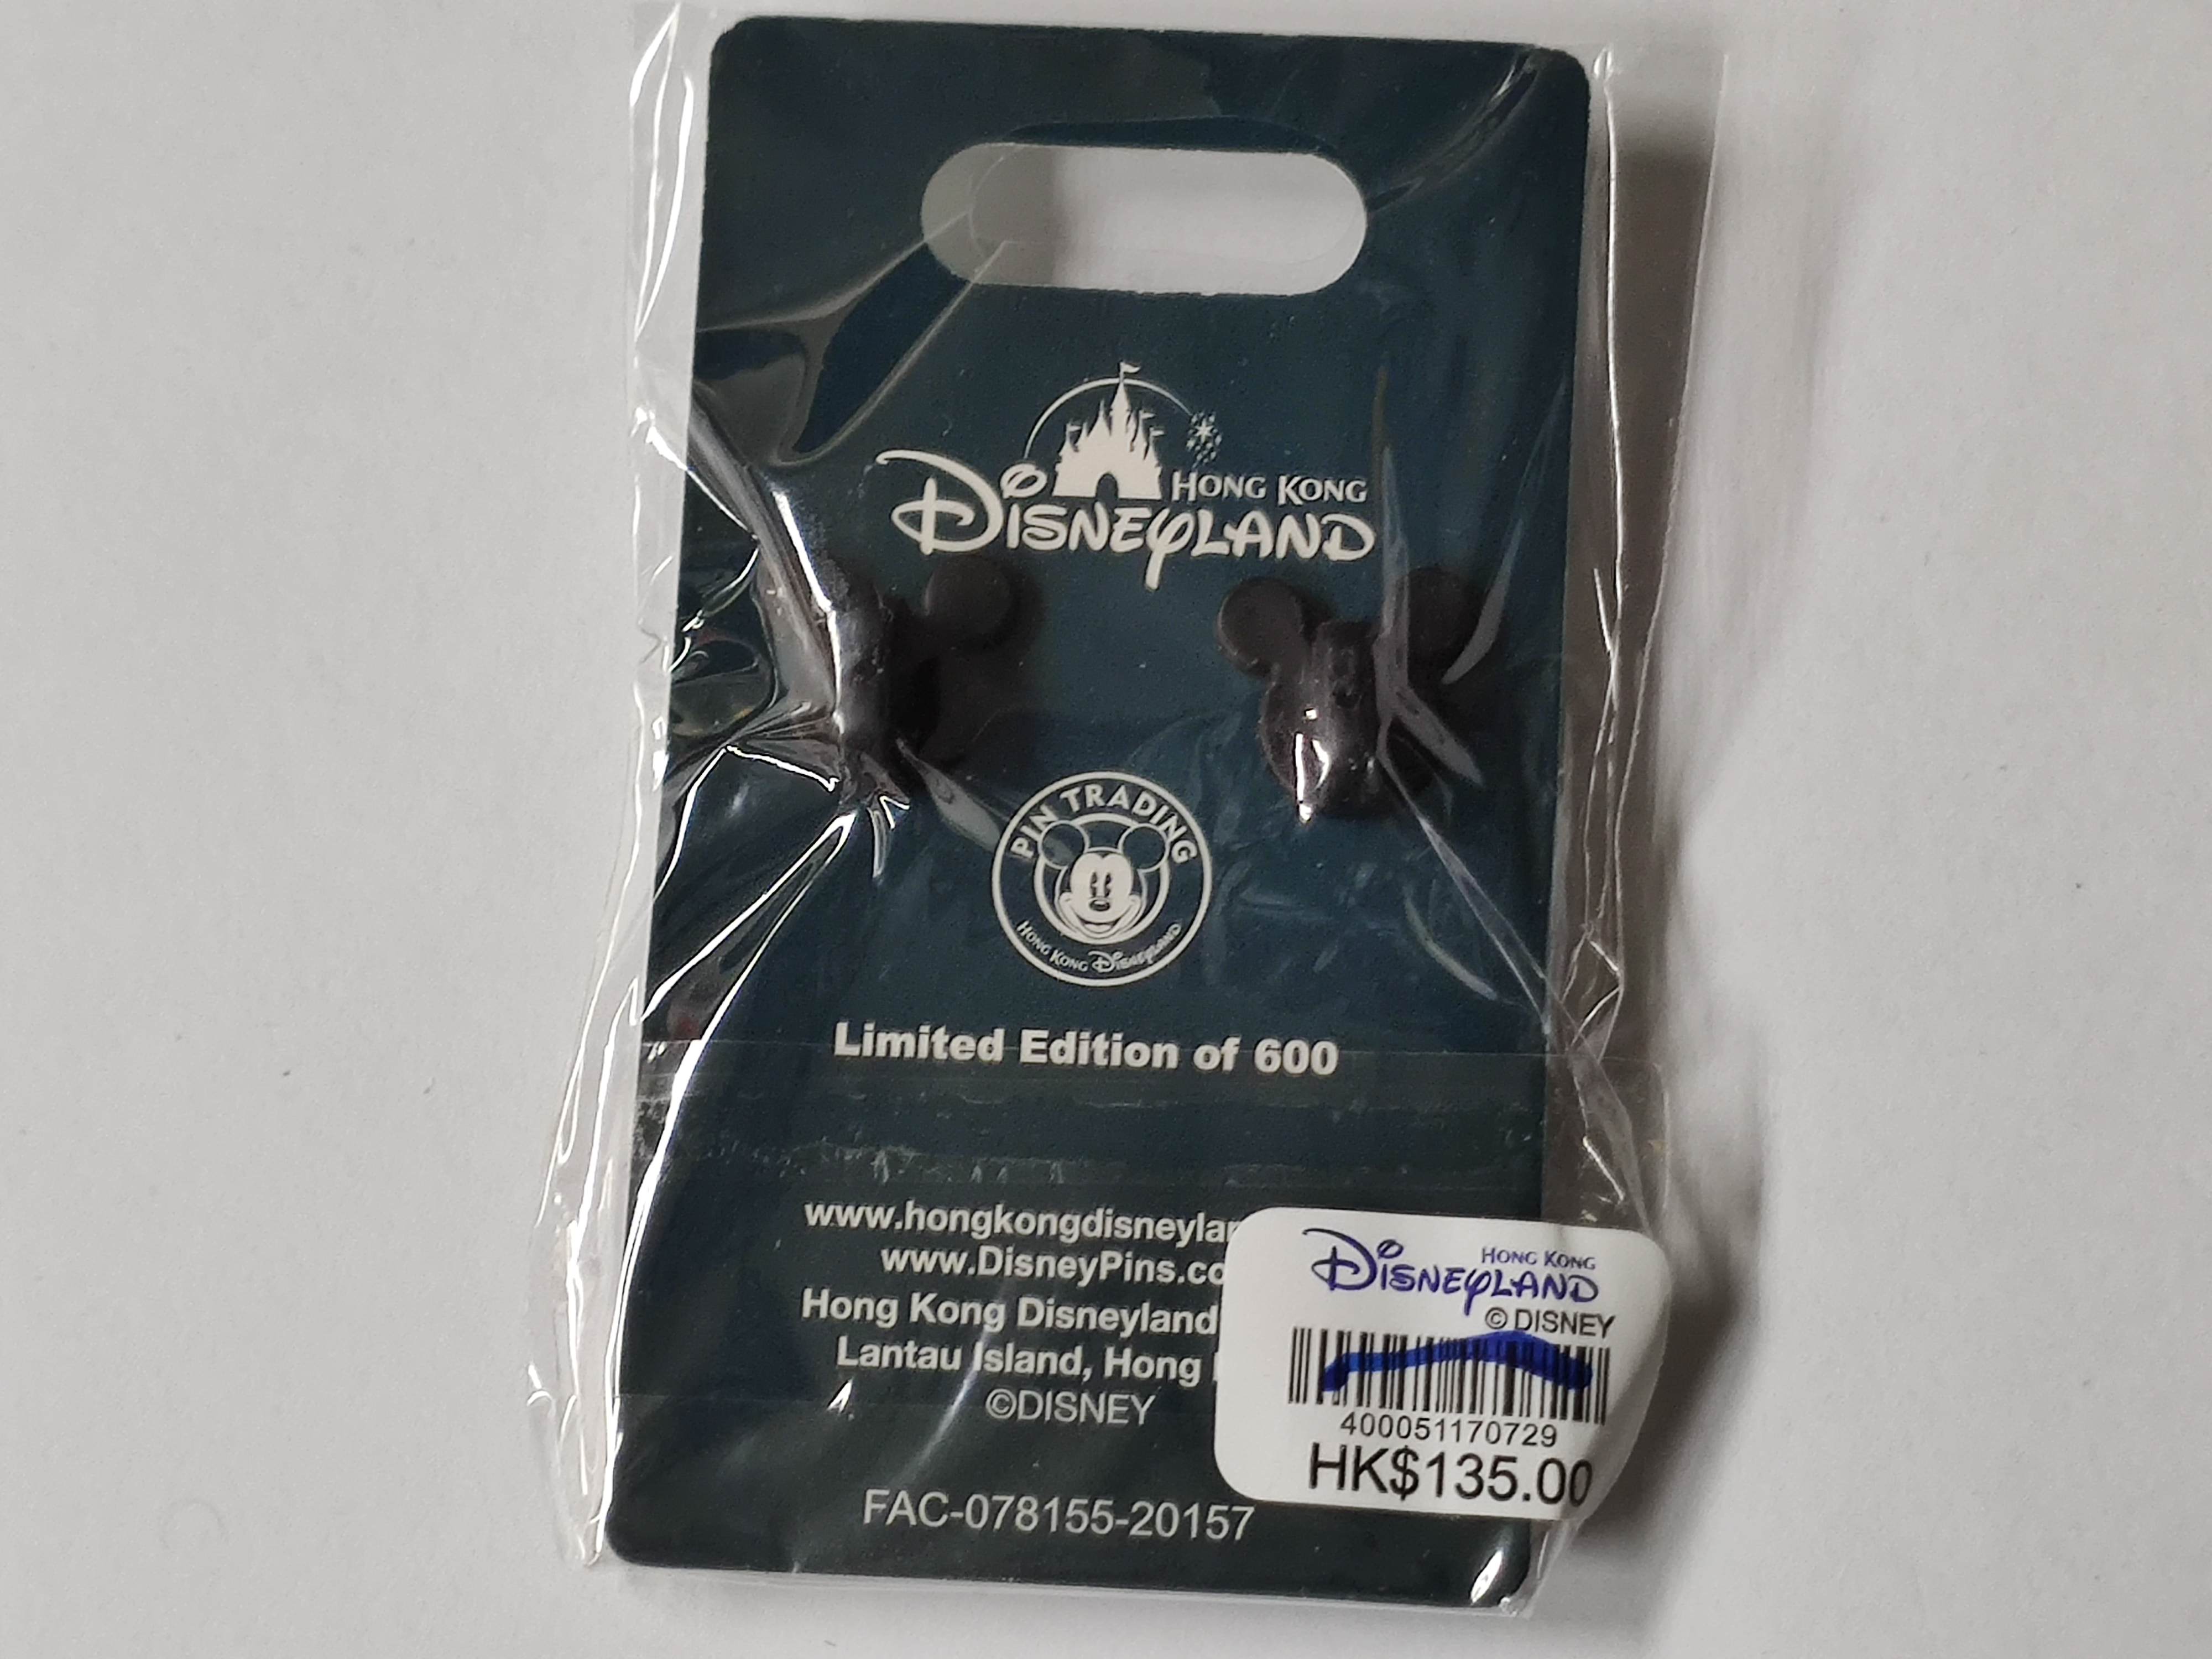 HONG KONG
DISNEYLAND
PIN TRADING
HONG KONG DISNEYLAND
Limited Edition of 600
www.hongkongdisneylan
www.DisneyPins.co
Hong Kong Disneyland
Lantau Island, Hong
©DISNEY
FAC-078155-20157
HONG KONG
DISNEYLAND
© DISNEY
400051170729
HK$135.00